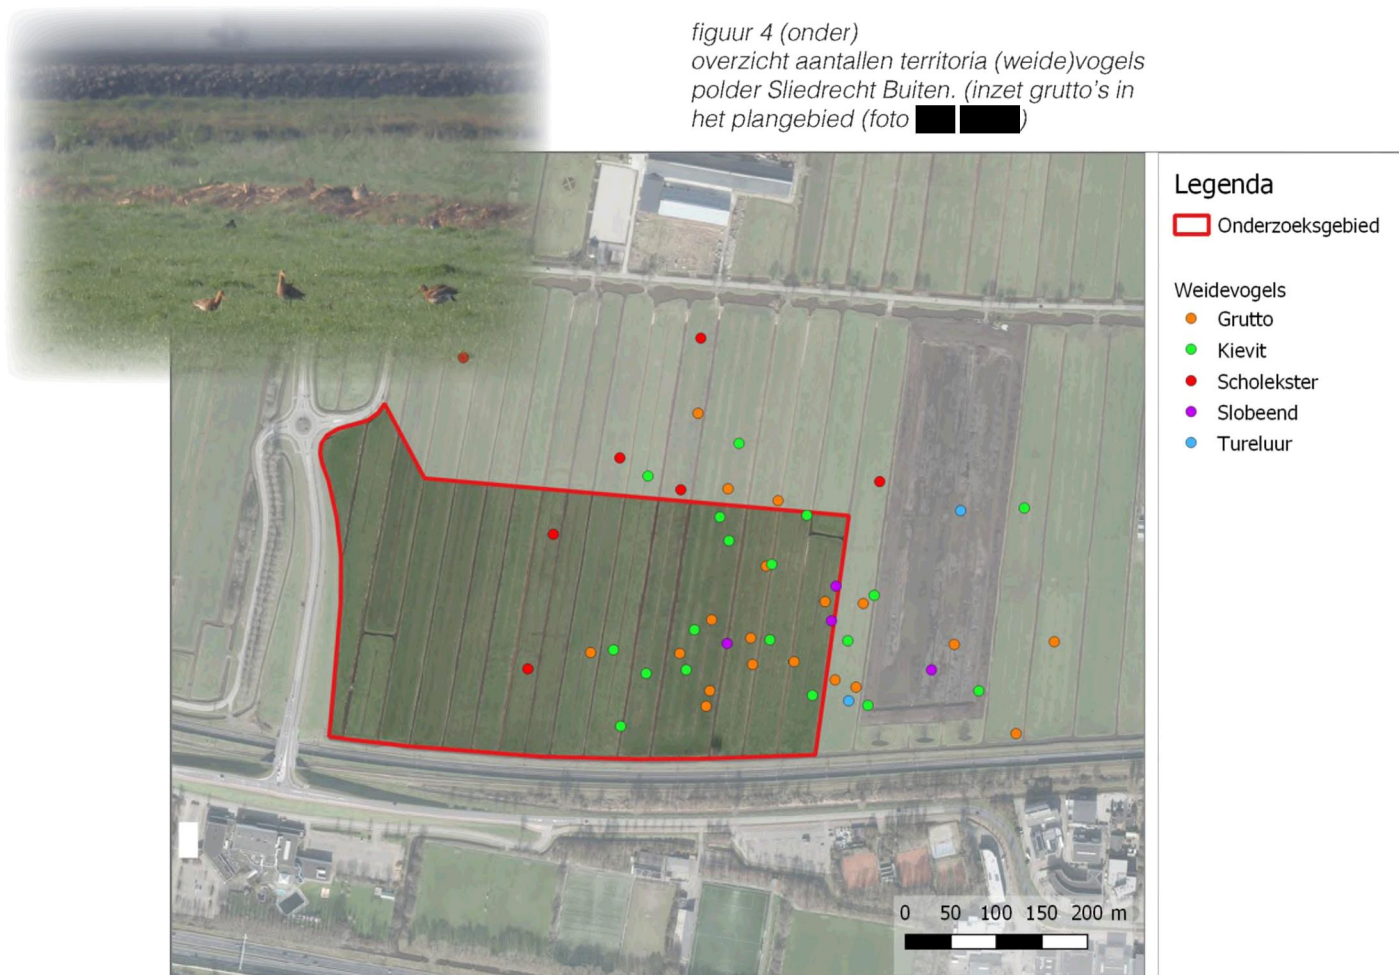 figuur 4 (onder)
overzicht aantallen territoria (weide)vogels
polder Sliedrecht Buiten. (inzet grutto's in
het plangebied (foto )
Legenda
Onderzoeksgebied
Weidevogels
Grutto
Kievit
Scholekster
Slobeend
Tureluur
0 50 100 150 200 m